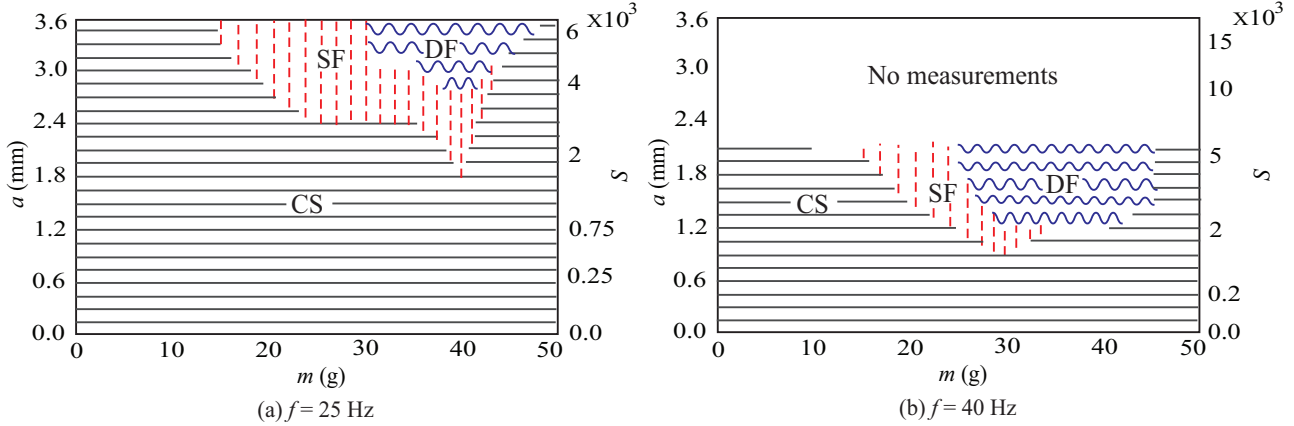 3.6
3.0
2.4
1.8
1.2
0.6
0.0
a (mm)
SF
DF
CS
6 X10³
4
2
0.75
0.25
0.0
S
0
10
20
30
40
50
m (g)
(a) f = 25 Hz
3.6
3.0
2.4
1.8
1.2
0.6
0.0
a (mm)
No measurements
CS
SF
DF
X10³
15
10
5
2
0.2
0.0
S
0
10
20
30
40
50
m (g)
(b) f = 40 Hz